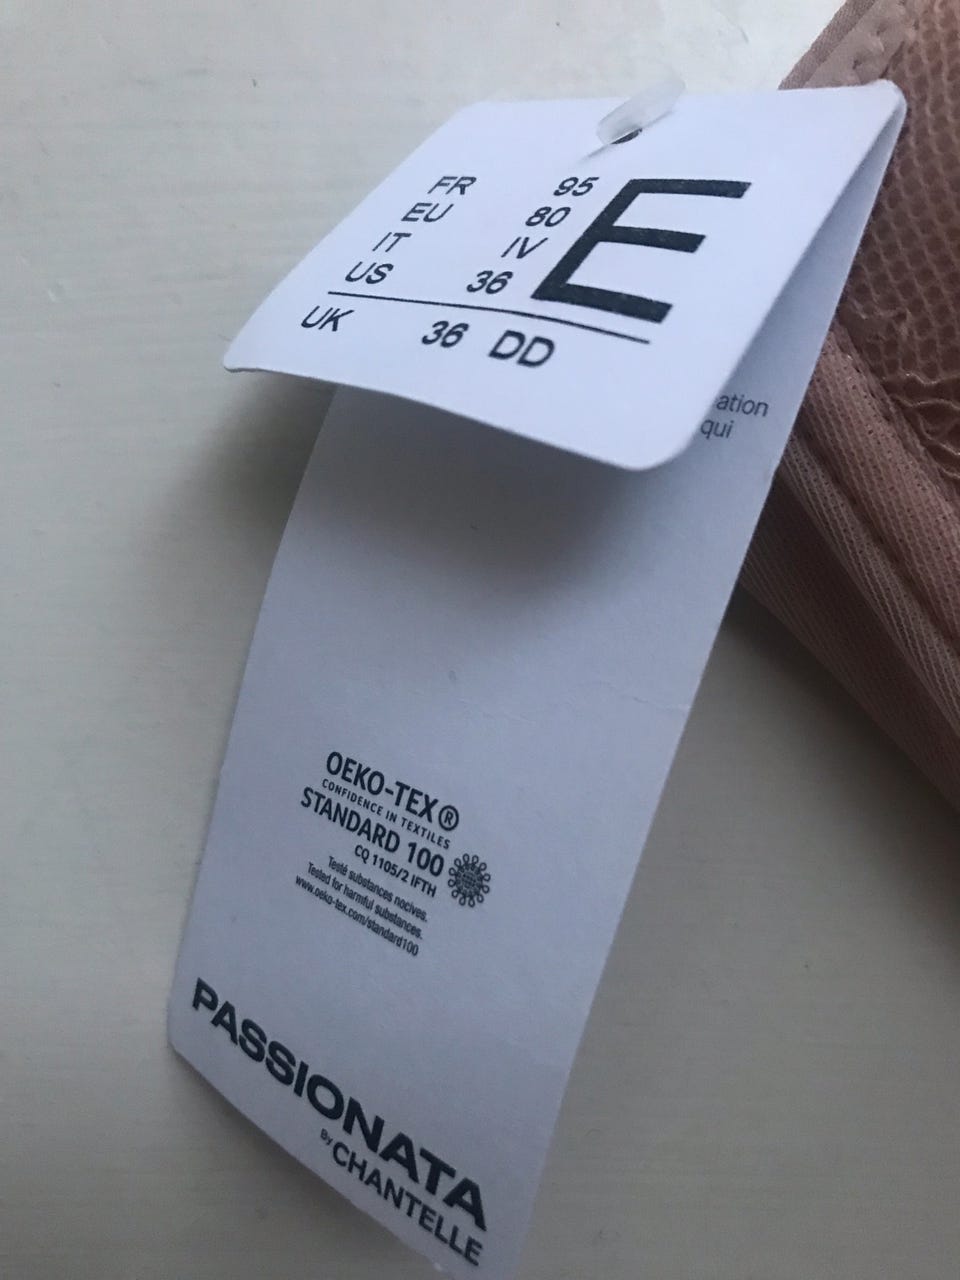 FR 95 E
EU 80
IT IV
US 36
UK 36 DD
ation
qui
OEKO-TEX®
CONFIDENCE IN TEXTILES
STANDARD 100
CQ 1105/2 IFTH
Testé substances nocives.
Tested for harmful substances.
www.oeko-tex.com/standard100
PASSIONATA
By CHANTELLE